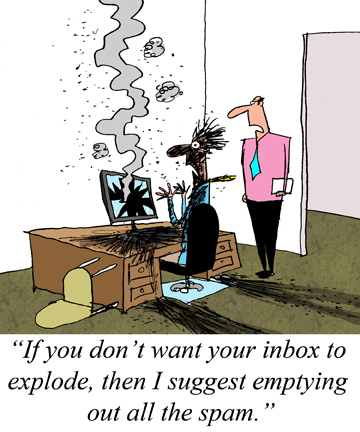 “If you don’t want your inbox to
explode, then I suggest emptying
out all the spam.”